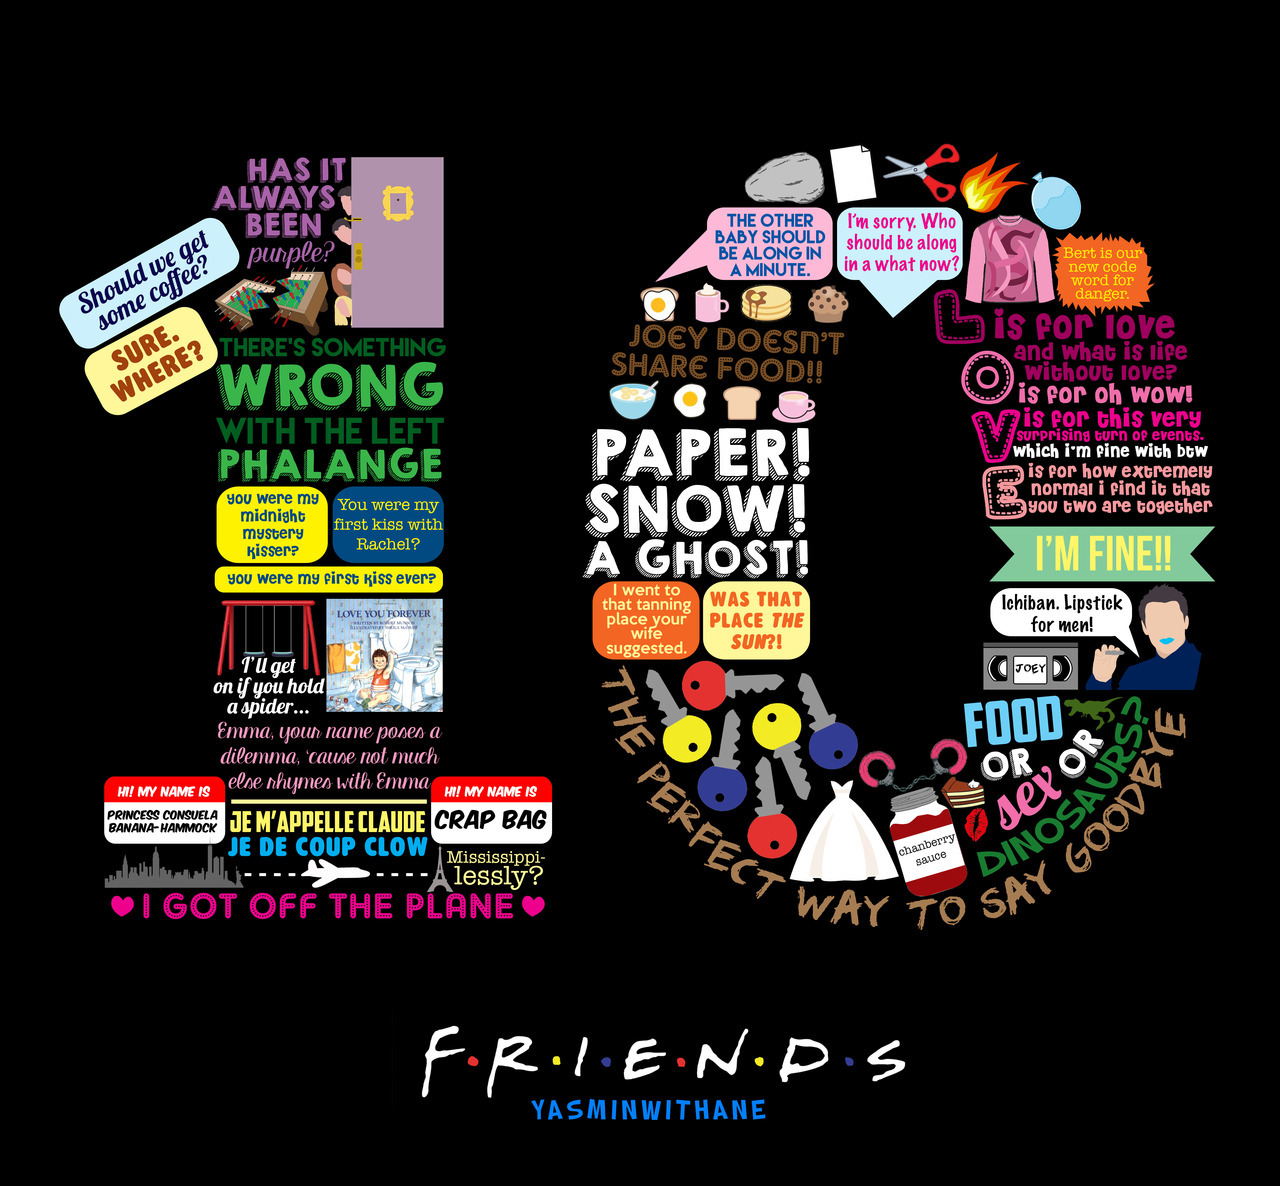 HAS IT
ALWAYS
BEEN
purple?
Should we get
some coffee?
SURE.
WHERE?
THERE'S SOMETHING
WRONG
WITH THE LEFT
PHALANGE
you were my
midnight
mystery
kisser?
You were my
first kiss with
Rachel?
you were my first kiss ever?
I'll get
on if you hold
a spider...
LOVE YOU FOREVER
Emma, your name poses a
dilemma, 'cause not much
else rhymes with Emma
HI! MY NAME IS
PRINCESS CONSUELA
BANANA-HAMMOCK
JE M'APPELLE CLAUDE
JE DE COUP CLOW
HI! MY NAME IS
CRAP BAG
Mississippi-
lessly?
I GOT OFF THE PLANE
THE OTHER
BABY SHOULD
BE ALONG IN
A MINUTE.
I'm sorry. Who
should be along
in a what now?
Bert is our
new code
word for
danger.
JOEY DOESN'T
SHARE FOOD!!
PAPER!
SNOW!
A GHOST!
I went to
that tanning
place your
wife
suggested.
WAS THAT
PLACE THE
SUN?!
L is for love
and what is life
without love?
O is for oh wow!
V is for this very
surprising turn of events.
which i'm fine with btw
E is for how extremely
normal i find it that
you two are together
I'M FINE!!
Ichiban. Lipstick
for men!
JOEY
FOOD
OR
sex
OR
DINOSAURS?
chanberry
sauce
THE PERFECT WAY TO SAY GOODBYE
F·R·I·E·N·D·S
YASMINWITHANE